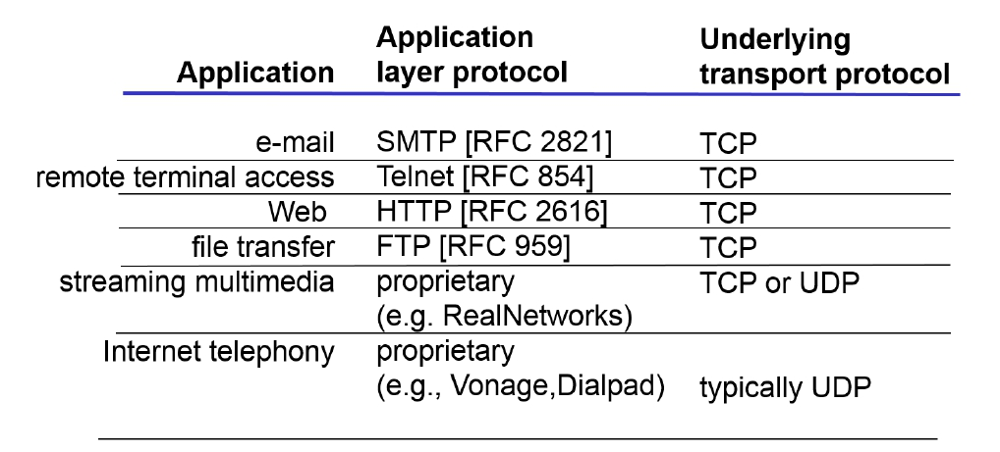 Application Application layer protocol Underlying transport protocol
e-mail SMTP [RFC 2821] TCP
remote terminal access Telnet [RFC 854] TCP
Web HTTP [RFC 2616] TCP
file transfer FTP [RFC 959] TCP
streaming multimedia proprietary TCP or UDP
(e.g. RealNetworks)
Internet telephony proprietary
(e.g., Vonage,Dialpad) typically UDP